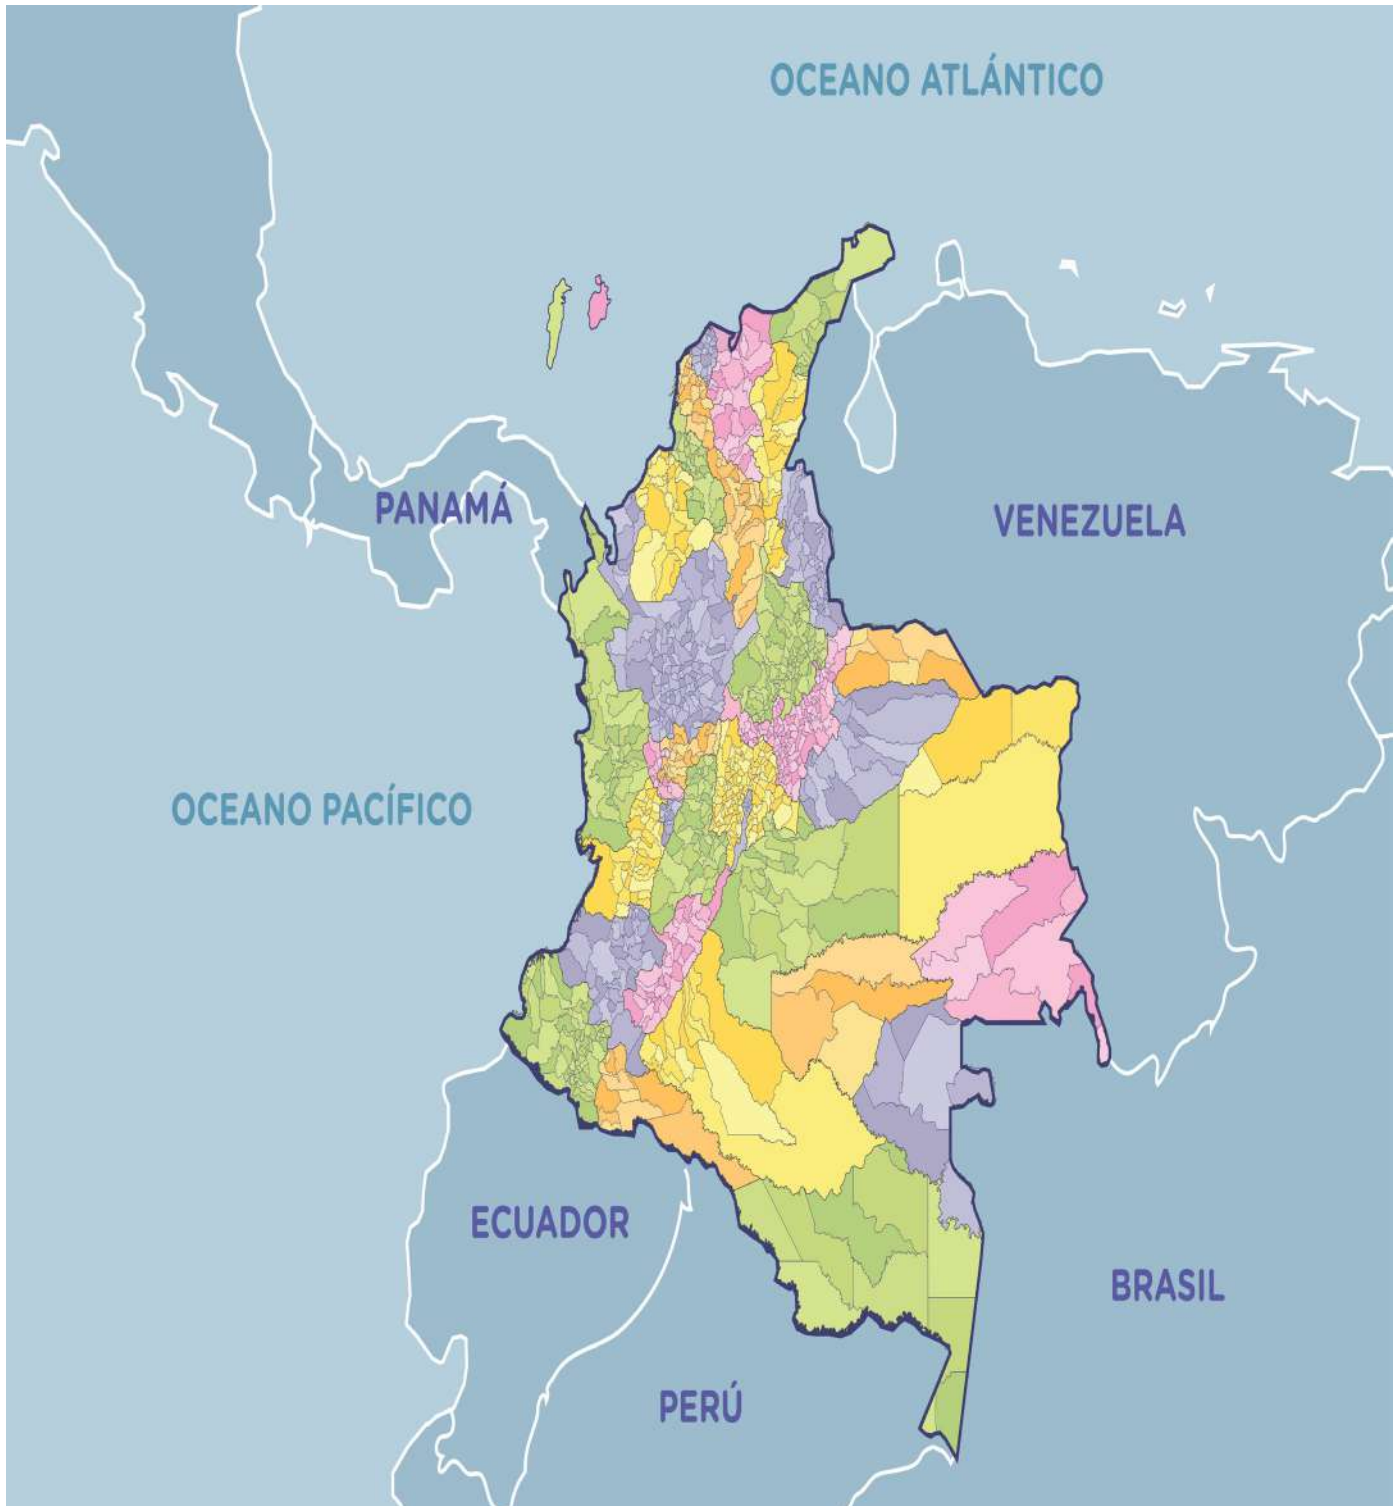 OCEANO ATLÁNTICO
PANAMÁ
VENEZUELA
OCEANO PACÍFICO
ECUADOR
BRASIL
PERÚ